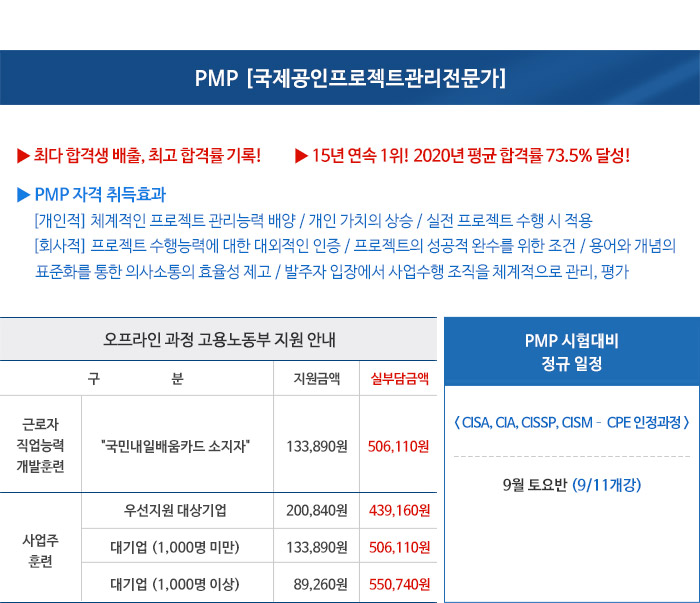 PMP [국제공인프로젝트관리전문가]
▶ 최다 합격생 배출, 최고 합격률 기록! ▶ 15년 연속 1위! 2020년 평균 합격률 73.5% 달성!
▶ PMP 자격 취득효과
[개인적] 체계적인 프로젝트 관리능력 배양 / 개인 가치의 상승 / 실전 프로젝트 수행 시 적용
[회사적] 프로젝트 수행능력에 대한 대외적인 인증 / 프로젝트의 성공적 완수를 위한 조건 / 용어와 개념의
표준화를 통한 의사소통의 효율성 제고 / 발주자 입장에서 사업수행 조직을 체계적으로 관리, 평가
오프라인 과정 고용노동부 지원 안내
구 분 지원금액 실부담금액
근로자
직업능력
개발훈련
"국민내일배움카드 소지자" 133,890원 506,110원
사업주
훈련
우선지원 대상기업 200,840원 439,160원
대기업 (1,000명 미만) 133,890원 506,110원
대기업 (1,000명 이상) 89,260원 550,740원
PMP 시험대비
정규 일정
< CISA, CIA, CISSP, CISM - CPE 인정과정 >
9월 토요반 (9/11개강)